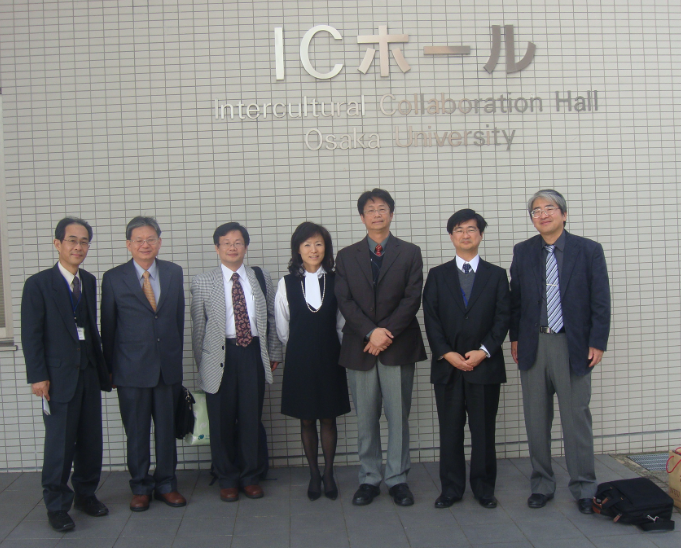 ICホール
Intercultural Collaboration Hall
Osaka University